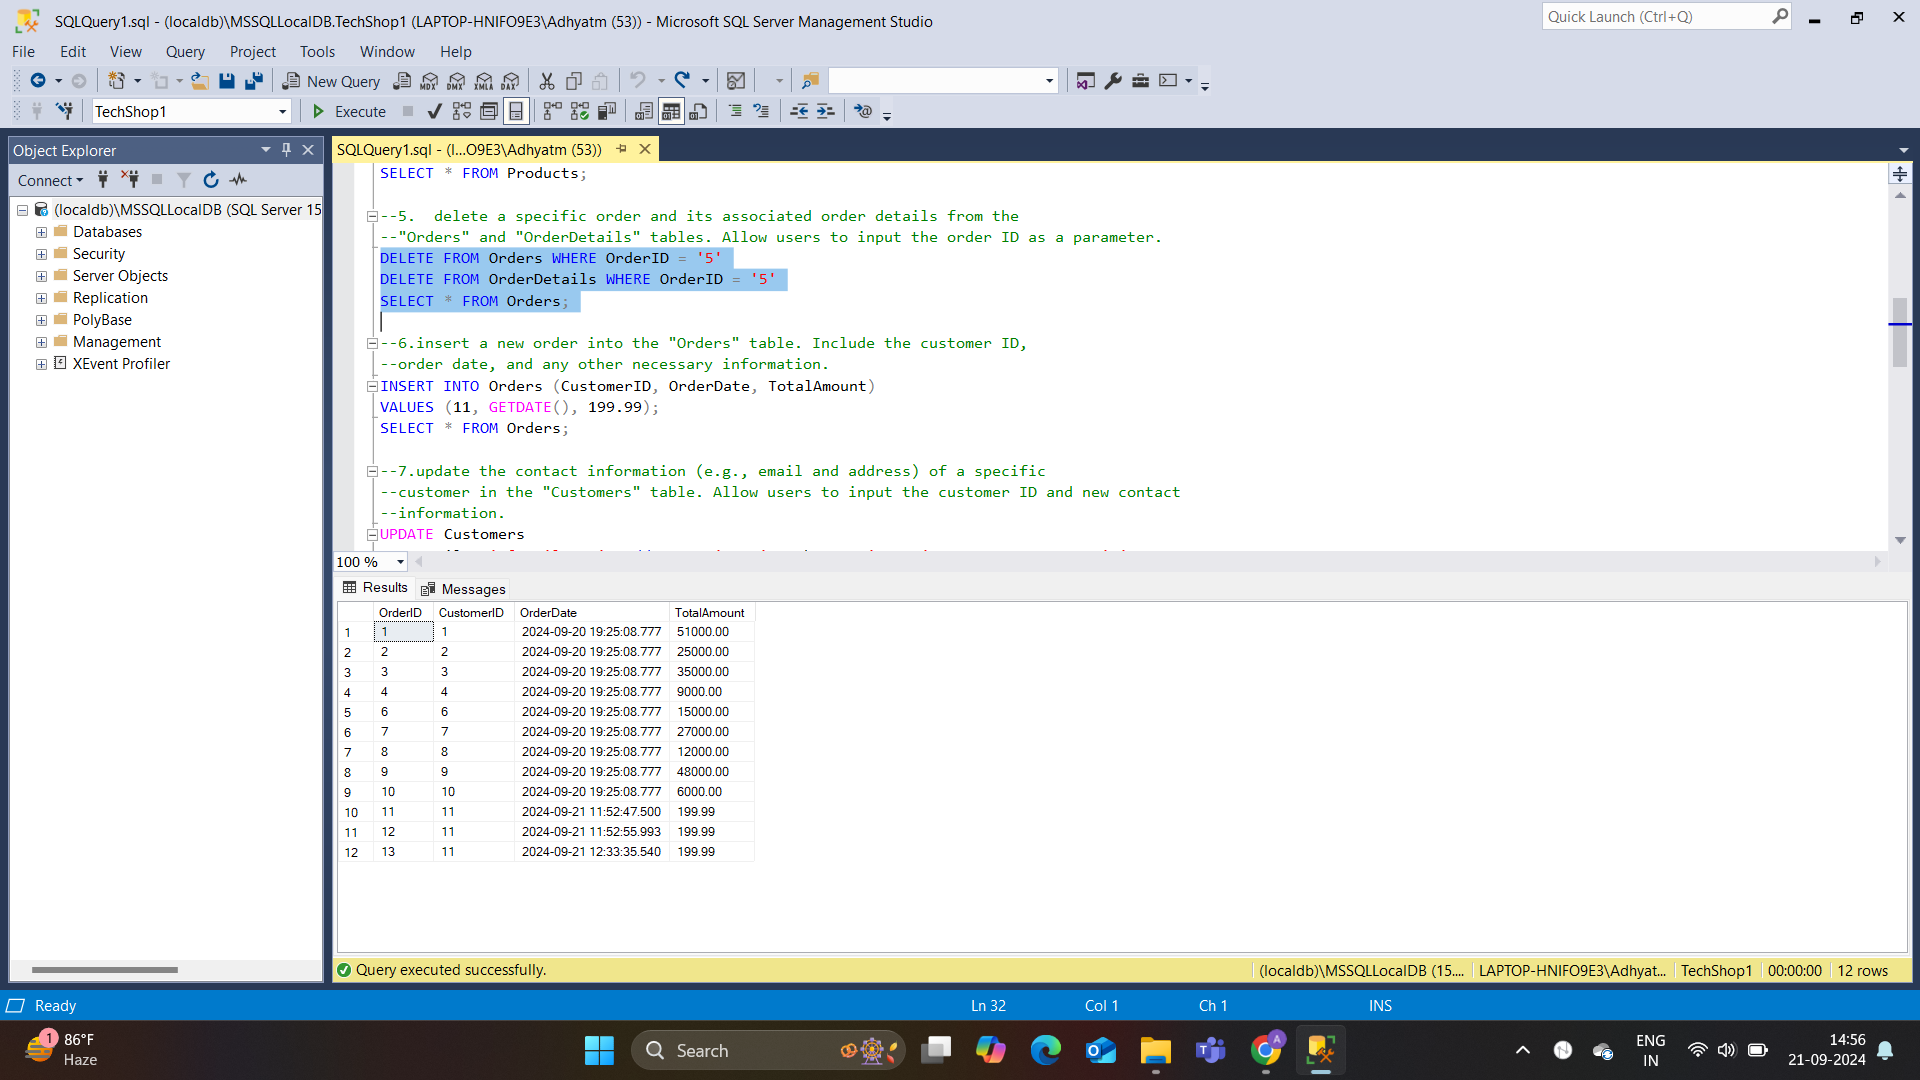 SQLQuery1.sql - (localdb)\MSSQLLocalDB.TechShop1 (LAPTOP-HNIFO9E3\Adhyatm (53)) - Microsoft SQL Server Management Studio
Quick Launch (Ctrl+Q)
File Edit View Query Project Tools Window Help
New Query
MDX DMX XMLA DAX
TechShop1
Execute
Object Explorer
SQLQuery1.sql - (l...O9E3\Adhyatm (53))
Connect
(localdb)\MSSQLLocalDB (SQL Server 15
Databases
Security
Server Objects
Replication
PolyBase
Management
XEvent Profiler
SELECT * FROM Products;
--5.  delete a specific order and its associated order details from the
--"Orders" and "OrderDetails" tables. Allow users to input the order ID as a parameter.
DELETE FROM Orders WHERE OrderID = '5'
DELETE FROM OrderDetails WHERE OrderID = '5'
SELECT * FROM Orders;
--6.insert a new order into the "Orders" table. Include the customer ID,
--order date, and any other necessary information.
INSERT INTO Orders (CustomerID, OrderDate, TotalAmount)
VALUES (11, GETDATE(), 199.99);
SELECT * FROM Orders;
--7.update the contact information (e.g., email and address) of a specific
--customer in the "Customers" table. Allow users to input the customer ID and new contact
--information.
UPDATE Customers
100 %
Results Messages
OrderID CustomerID OrderDate TotalAmount
1 1 1 2024-09-20 19:25:08.777 51000.00
2 2 2 2024-09-20 19:25:08.777 25000.00
3 3 3 2024-09-20 19:25:08.777 35000.00
4 4 4 2024-09-20 19:25:08.777 9000.00
5 6 6 2024-09-20 19:25:08.777 15000.00
6 7 7 2024-09-20 19:25:08.777 27000.00
7 8 8 2024-09-20 19:25:08.777 12000.00
8 9 9 2024-09-20 19:25:08.777 48000.00
9 10 10 2024-09-20 19:25:08.777 6000.00
10 11 11 2024-09-21 11:52:47.500 199.99
11 12 11 2024-09-21 11:52:55.993 199.99
12 13 11 2024-09-21 12:33:35.540 199.99
Query executed successfully.
(localdb)\MSSQLLocalDB (15.... LAPTOP-HNIFO9E3\Adhyat... TechShop1 00:00:00 12 rows
Ready Ln 32 Col 1 Ch 1 INS
1
86°F
Haze
Search
A
ENG
IN
14:56
21-09-2024